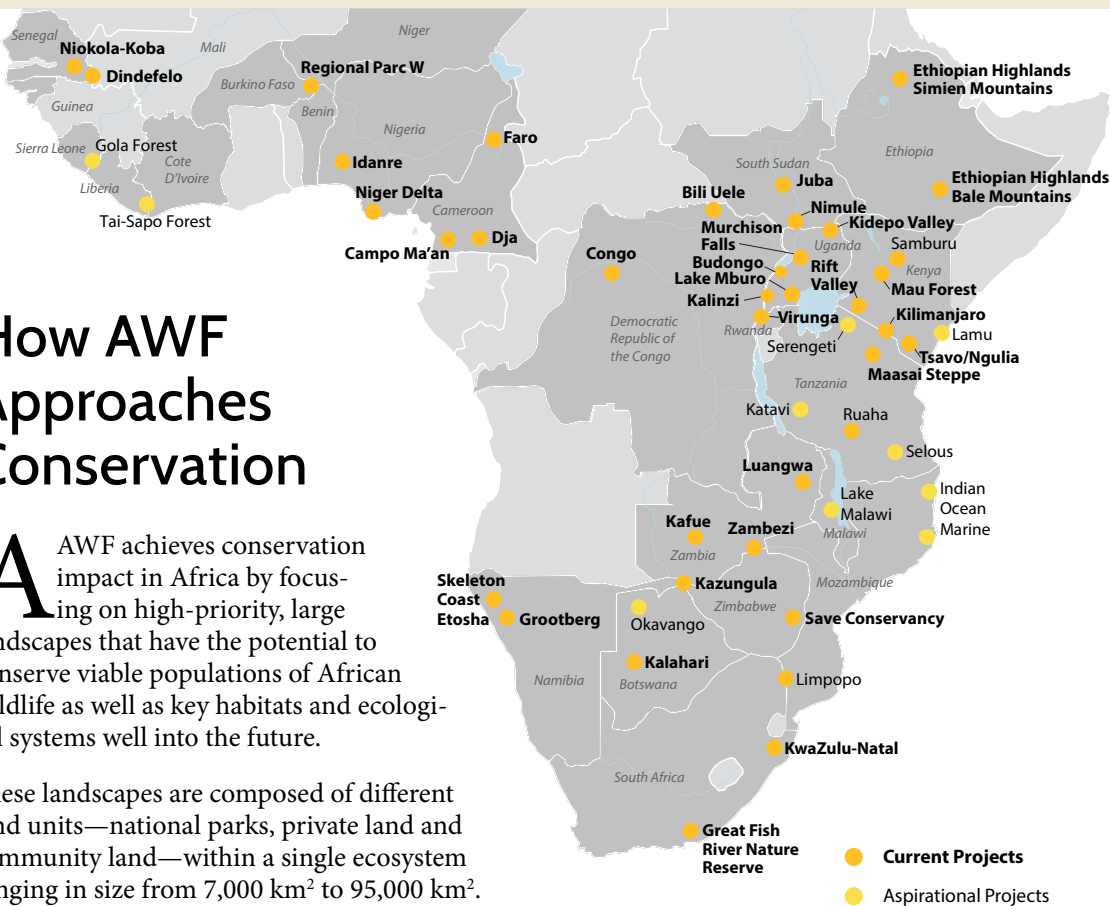 Senegal
Niokola-Koba
Dindefelo
Mali
Niger
Guinea
Burkino Faso
Regional Parc W
Benin
Nigeria
Faro
Sierra Leone
Gola Forest
Liberia
Cote
D'Ivoire
Tai-Sapo Forest
Idanre
Niger Delta
Cameroon
Campo Ma'an
Dja
Ethiopian Highlands
Simien Mountains
Ethiopia
Ethiopian Highlands
Bale Mountains
South Sudan
Juba
Bili Uele
Nimule
Kidepo Valley
Murchison
Falls
Uganda
Samburu
Congo
Budongo
Rift
Valley
Kenya
Lake Mburo
Mau Forest
Kalinzi
Kilimanjaro
Virunga
Rwanda
Lamu
Serengeti
Tsavo/Ngulia
Maasai Steppe
Democratic
Republic of
the Congo
Tanzania
Katavi
Ruaha
Selous
Luangwa
Lake
Malawi
Indian
Ocean
Marine
Malawi
Kafue
Zambezi
Zambia
Kazungula
Mozambique
Zimbabwe
Skeleton
Coast
Etosha
Grootberg
Okavango
Save Conservancy
Namibia
Kalahari
Botswana
Limpopo
KwaZulu-Natal
South Africa
Great Fish
River Nature
Reserve
Current Projects
Aspirational Projects
How AWF
Approaches
Conservation
A AWF achieves conservation
impact in Africa by focus-
ing on high-priority, large
ndscapes that have the potential to
nserve viable populations of African
ldlife as well as key habitats and ecologi-
l systems well into the future.
ese landscapes are composed of different
nd units—national parks, private land and
mmunity land—within a single ecosystem
nging in size from 7,000 km² to 95,000 km².